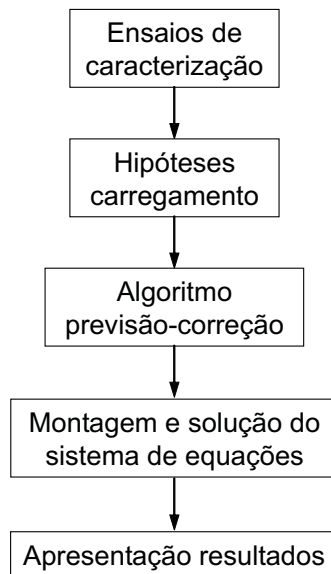 Ensaios de
caracterização
Hipóteses
carregamento
Algoritmo
previsão-correção
Montagem e solução do
sistema de equações
Apresentação resultados